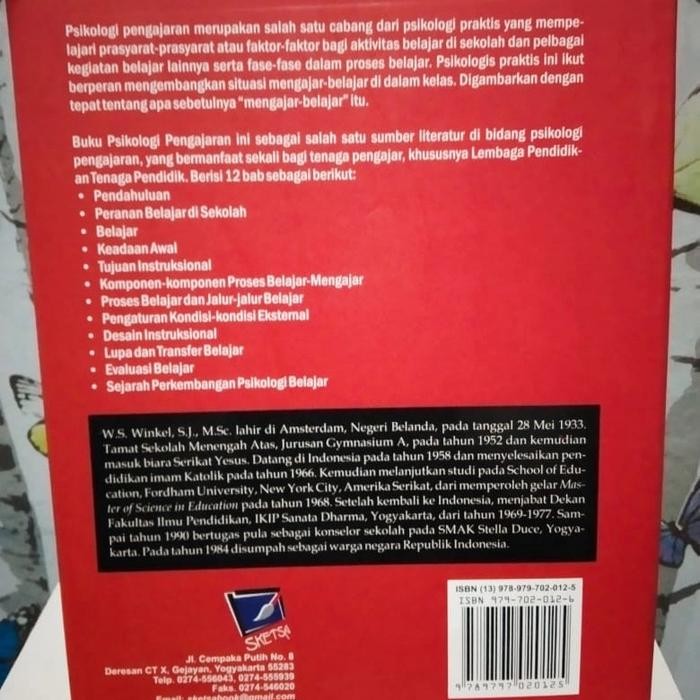 Psikologi pengajaran merupakan salah satu cabang dari psikologi praktis yang mempe-
lajari prasyarat-prasyarat atau faktor-faktor bagi aktivitas belajar di sekolah dan pelbagai
kegiatan belajar lainnya serta fase-fase dalam proses belajar. Psikologis praktis ini ikut
berperan mengembangkan situasi mengajar-belajar di dalam kelas. Digambarkan dengan
tepat tentang apa sebetulnya "mengajar-belajar" itu.
Buku Psikologi Pengajaran ini sebagai salah satu sumber literatur di bidang psikologi
pengajaran, yang bermanfaat sekali bagi tenaga pengajar, khususnya Lembaga Pendidik-
an Tenaga Pendidik. Berisi 12 bab sebagai berikut:
• Pendahuluan
• Peranan Belajar di Sekolah
• Belajar
• Keadaan Awal
• Tujuan Instruksional
• Komponen-komponen Proses Belajar-Mengajar
• Proses Belajar dan Jalur-jalur Belajar
• Pengaturan Kondisi-kondisi Eksternal
• Desain Instruksional
• Lupa dan Transfer Belajar
• Evaluasi Belajar
• Sejarah Perkembangan Psikologi Belajar
W.S. Winkel, S.J., M.Sc. lahir di Amsterdam, Negeri Belanda, pada tanggal 28 Mei 1933.
Tamat Sekolah Menengah Atas, Jurusan Gymnasium A, pada tahun 1952 dan kemudian
masuk biara Serikat Yesus. Datang di Indonesia pada tahun 1958 dan menyelesaikan pen-
didikan imam Katolik pada tahun 1966. Kemudian melanjutkan studi pada School of Edu-
cation, Fordham University, New York City, Amerika Serikat, dari memperoleh gelar Mas-
ter of Science in Education pada tahun 1968. Setelah kembali ke Indonesia, menjabat Dekan
Fakultas Ilmu Pendidikan, IKIP Sanata Dharma, Yogyakarta, dari tahun 1969-1977. Sam-
pai tahun 1990 bertugas pula sebagai konselor sekolah pada SMAK Stella Duce, Yogya-
karta. Pada tahun 1984 disumpah sebagai warga negara Republik Indonesia.
SKETSA
Jl. Cempaka Putih No. 8
Deresan CT X, Gejayan, Yogyakarta 55283
Telp. 0274-556043, 0274-555939
Faks. 0274-546020
Email: sketsabook@gmail.com
ISBN (13) 978-979-702-012-5
ISBN 979-702-012-6
9 789797 020125